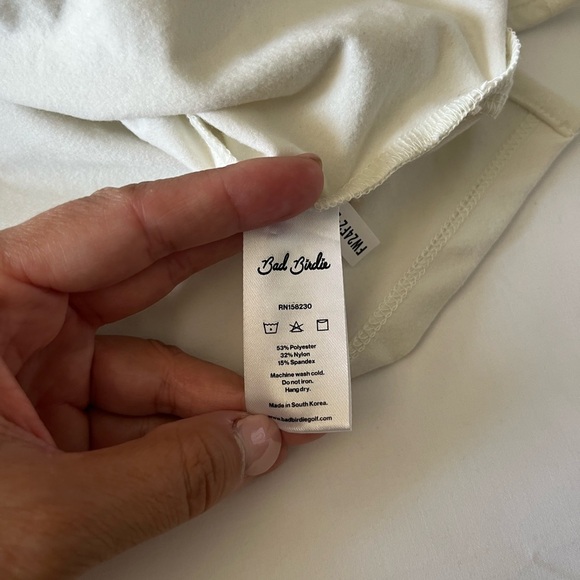 Bad Birdie
FW24F2
RN158230
53% Polyester
32% Nylon
15% Spandex
Machine wash cold.
Do not iron.
Hang dry.
Made in South Korea.
www.badbirdiegolf.com